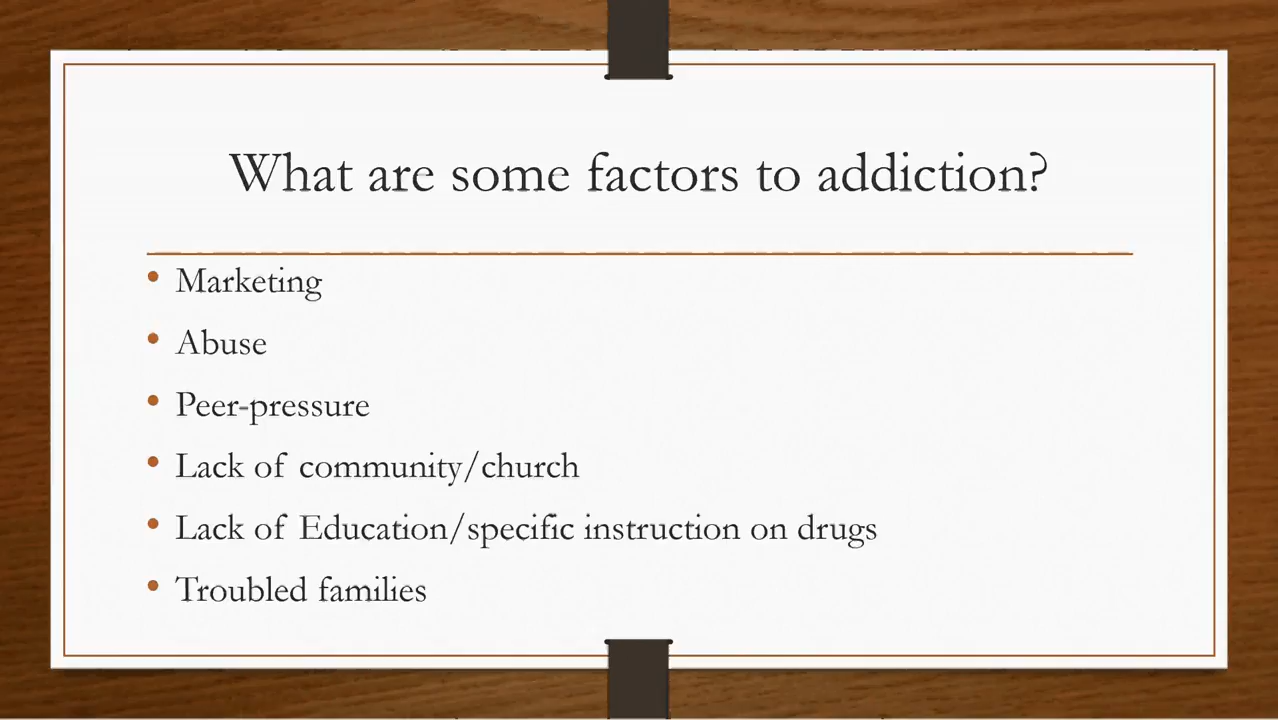 What are some factors to addiction?
• Marketing
• Abuse
• Peer-pressure
• Lack of community/church
• Lack of Education/specific instruction on drugs
• Troubled families